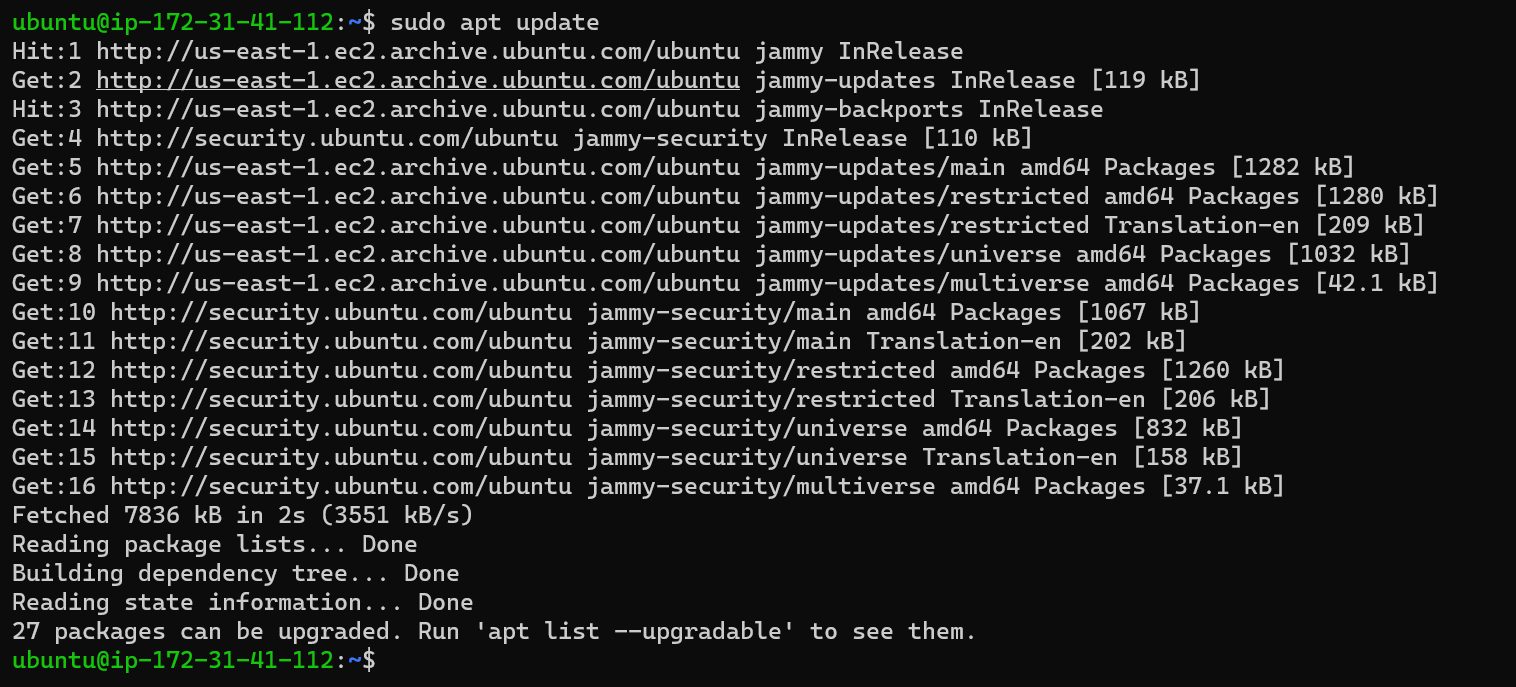 ubuntu@ip-172-31-41-112:~$ sudo apt update
Hit:1 http://us-east-1.ec2.archive.ubuntu.com/ubuntu jammy InRelease
Get:2 http://us-east-1.ec2.archive.ubuntu.com/ubuntu jammy-updates InRelease [119 kB]
Hit:3 http://us-east-1.ec2.archive.ubuntu.com/ubuntu jammy-backports InRelease
Get:4 http://security.ubuntu.com/ubuntu jammy-security InRelease [110 kB]
Get:5 http://us-east-1.ec2.archive.ubuntu.com/ubuntu jammy-updates/main amd64 Packages [1282 kB]
Get:6 http://us-east-1.ec2.archive.ubuntu.com/ubuntu jammy-updates/restricted amd64 Packages [1280 kB]
Get:7 http://us-east-1.ec2.archive.ubuntu.com/ubuntu jammy-updates/restricted Translation-en [209 kB]
Get:8 http://us-east-1.ec2.archive.ubuntu.com/ubuntu jammy-updates/universe amd64 Packages [1032 kB]
Get:9 http://us-east-1.ec2.archive.ubuntu.com/ubuntu jammy-updates/multiverse amd64 Packages [42.1 kB]
Get:10 http://security.ubuntu.com/ubuntu jammy-security/main amd64 Packages [1067 kB]
Get:11 http://security.ubuntu.com/ubuntu jammy-security/main Translation-en [202 kB]
Get:12 http://security.ubuntu.com/ubuntu jammy-security/restricted amd64 Packages [1260 kB]
Get:13 http://security.ubuntu.com/ubuntu jammy-security/restricted Translation-en [206 kB]
Get:14 http://security.ubuntu.com/ubuntu jammy-security/universe amd64 Packages [832 kB]
Get:15 http://security.ubuntu.com/ubuntu jammy-security/universe Translation-en [158 kB]
Get:16 http://security.ubuntu.com/ubuntu jammy-security/multiverse amd64 Packages [37.1 kB]
Fetched 7836 kB in 2s (3551 kB/s)
Reading package lists... Done
Building dependency tree... Done
Reading state information... Done
27 packages can be upgraded. Run 'apt list --upgradable' to see them.
ubuntu@ip-172-31-41-112:~$